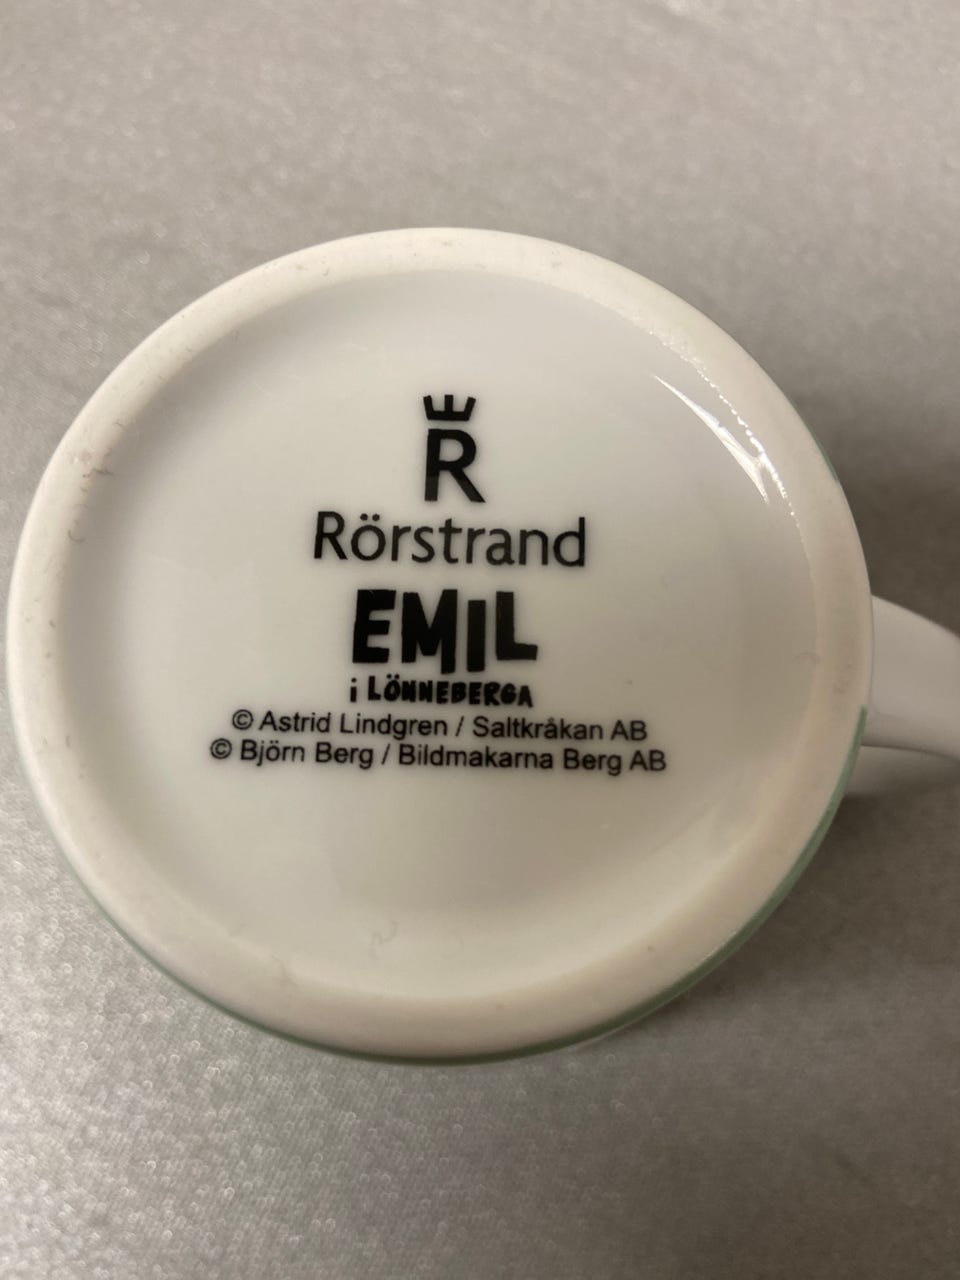 R
Rörstrand
EMIL
i LÖNNEBERGA
© Astrid Lindgren / Saltkråkan AB
© Björn Berg / Bildmakarna Berg AB